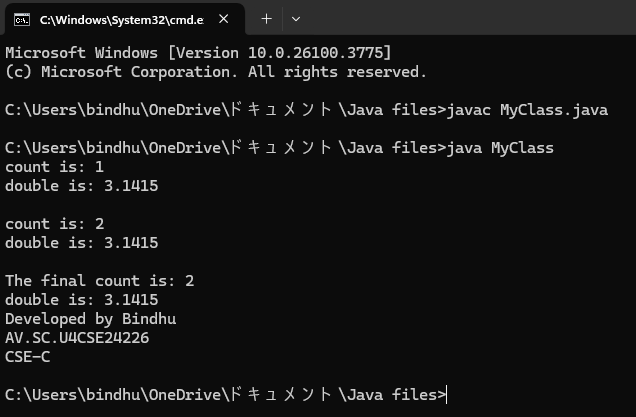 C:\Windows\System32\cmd.e:
Microsoft Windows [Version 10.0.26100.3775]
(c) Microsoft Corporation. All rights reserved.
C:\Users\bindhu\OneDrive\ドキュメント\Java files>javac MyClass.java
C:\Users\bindhu\OneDrive\ドキュメント\Java files>java MyClass
count is: 1
double is: 3.1415
count is: 2
double is: 3.1415
The final count is: 2
double is: 3.1415
Developed by Bindhu
AV.SC.U4CSE24226
CSE-C
C:\Users\bindhu\OneDrive\ドキュメント\Java files>